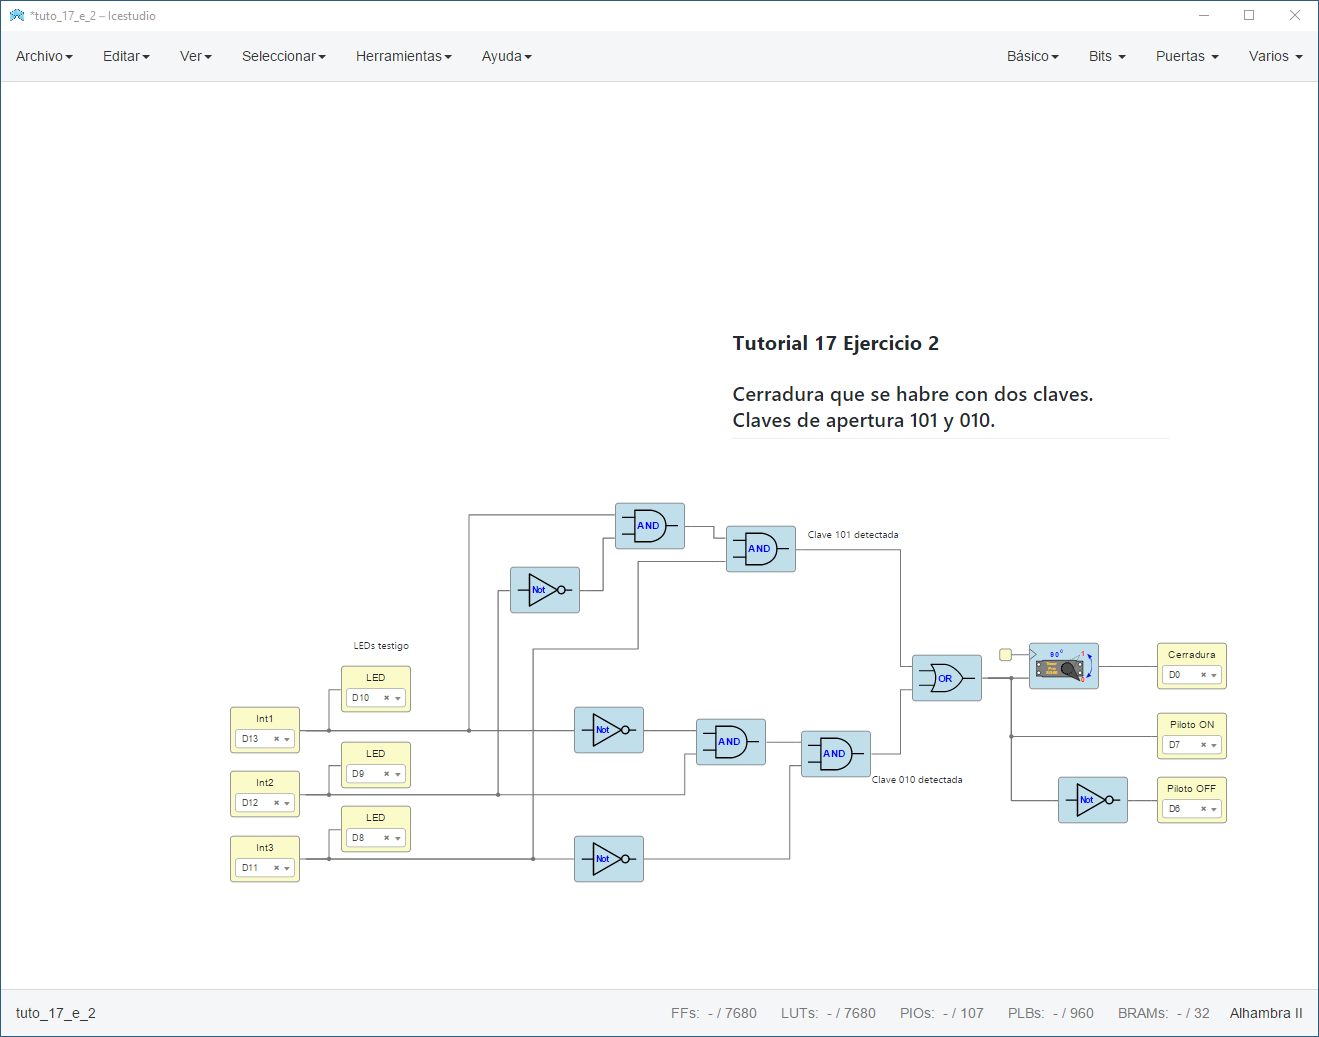 *tuto_17_e_2 – Icestudio
Archivo Editar Ver Seleccionar Herramientas Ayuda Básico Bits Puertas Varios
Tutorial 17 Ejercicio 2
Cerradura que se habre con dos claves.
Claves de apertura 101 y 010.
AND
AND
Clave 101 detectada
Not
LEDs testigo
LED
D10
Int1
D13
LED
D9
Int2
D12
LED
D8
Int3
D11
Not
AND
AND
Clave 010 detectada
Not
OR
90º
1
0
Cerradura
D0
Piloto ON
D7
Not
Piloto OFF
D6
tuto_17_e_2 FFs: - / 7680 LUTs: - / 7680 PIOs: - / 107 PLBs: - / 960 BRAMs: - / 32 Alhambra II